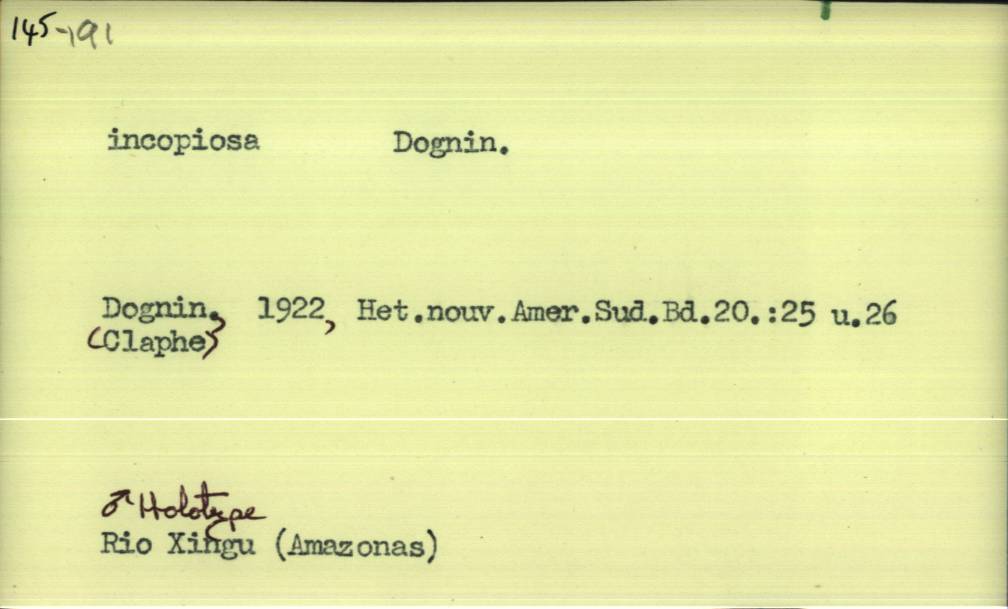 145-191
incopiosa Dognin.
Dognin., 1922, Het.nouv.Amer.Sud.Bd.20.:25 u.26
(Claphe)
♂ Holotype
Rio Xingu (Amazonas)